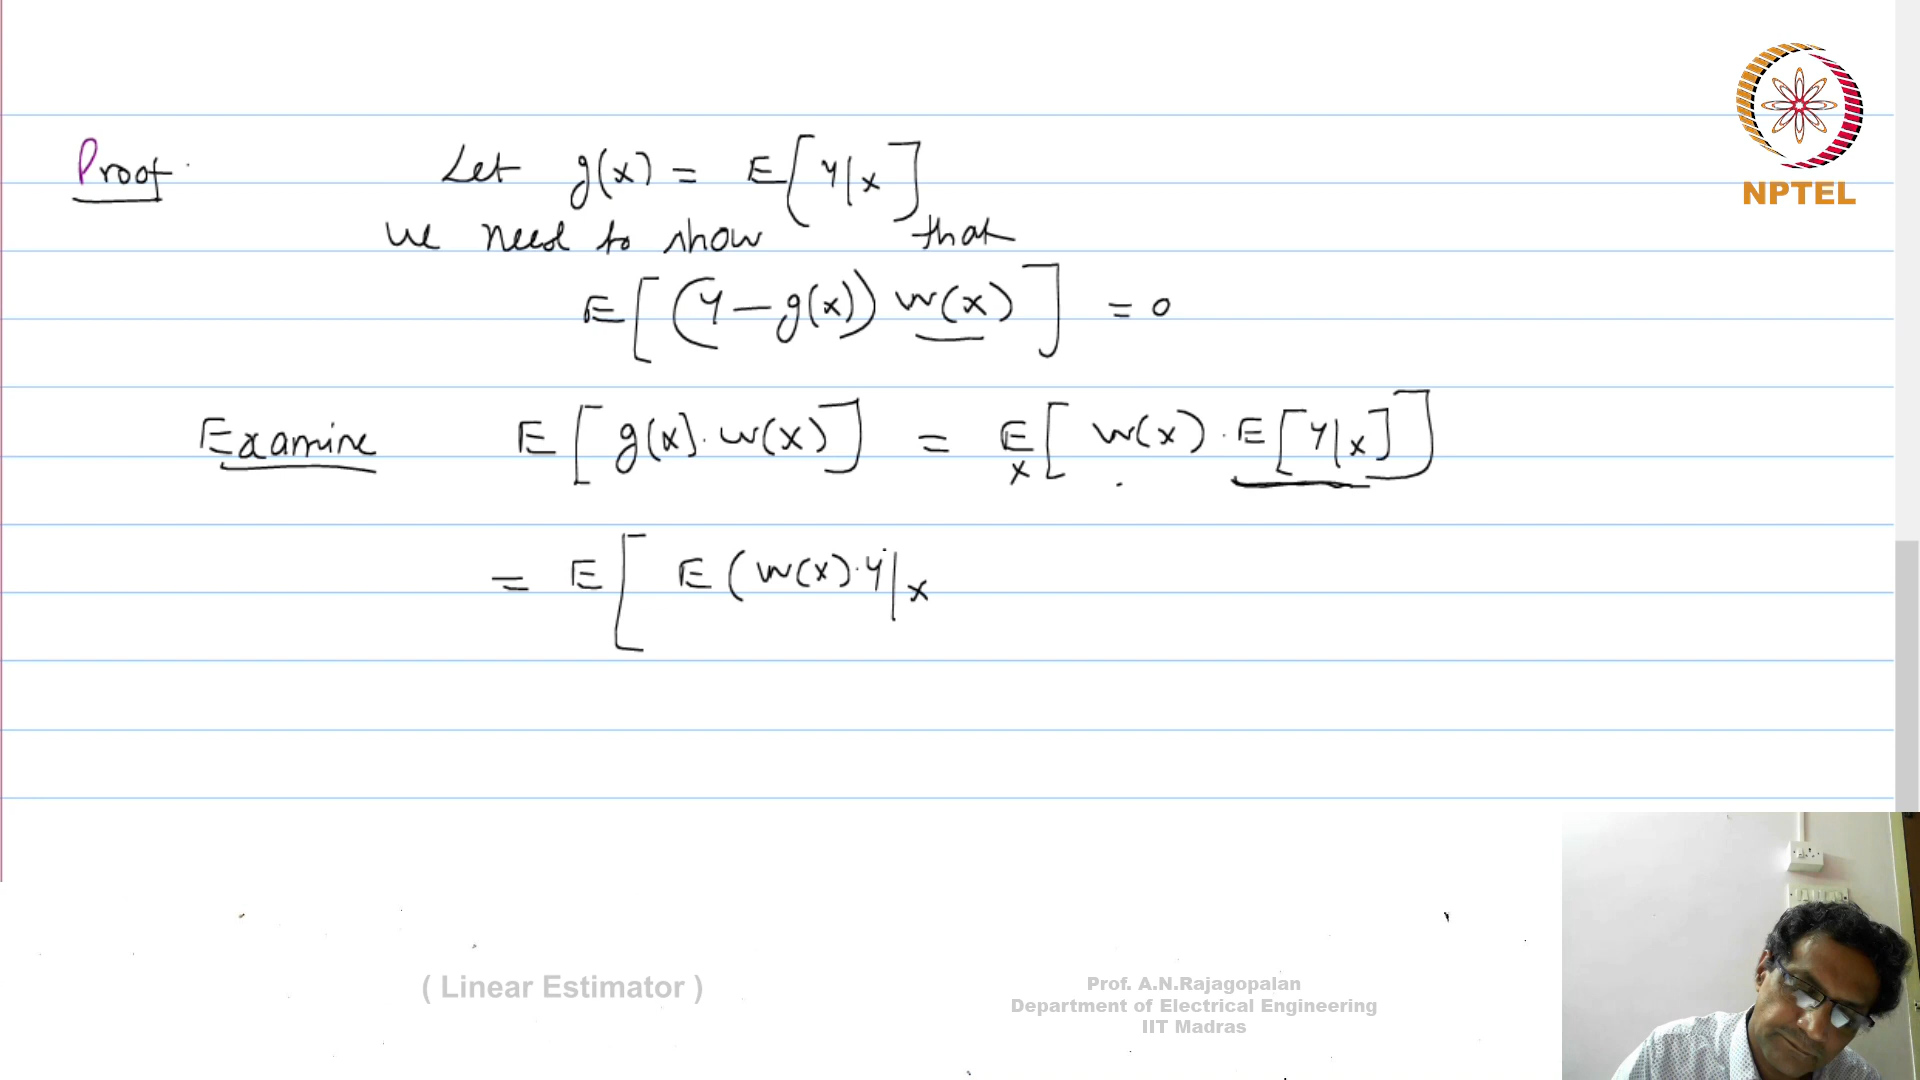 Proof. Let g(x) = E[Y|x]
we need to show that
E[(Y - g(x)) w(x)] = 0
Examine E[g(x). w(x)] = E_x[w(x) . E[Y|x]]
= E[E(w(x).Y|x
NPTEL
( Linear Estimator )
Prof. A.N.Rajagopalan
Department of Electrical Engineering
IIT Madras